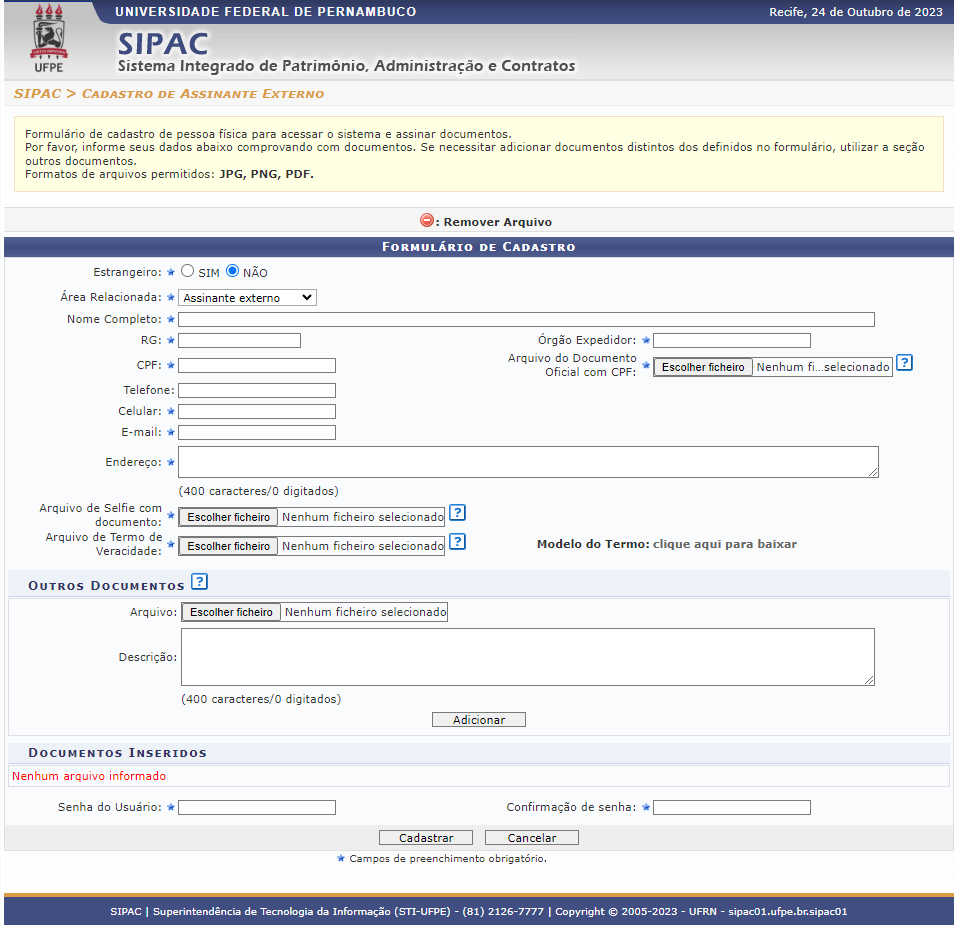 UNIVERSIDADE FEDERAL DE PERNAMBUCO
Recife, 24 de Outubro de 2023
UFPE
SIPAC
Sistema Integrado de Patrimônio, Administração e Contratos
SIPAC > Cadastro de Assinante Externo
Formulário de cadastro de pessoa física para acessar o sistema e assinar documentos.
Por favor, informe seus dados abaixo comprovando com documentos. Se necessitar adicionar documentos distintos dos definidos no formulário, utilizar a seção
outros documentos.
Formatos de arquivos permitidos: JPG, PNG, PDF.
: Remover Arquivo
Formulário de Cadastro
Estrangeiro: SIM NÃO
Área Relacionada: Assinante externo
Nome Completo:
RG: Órgão Expedidor:
CPF: Arquivo do Documento Oficial com CPF: Escolher ficheiro Nenhum fi...selecionado ?
Telefone:
Celular:
E-mail:
Endereço:
(400 caracteres/0 digitados)
Arquivo de Selfie com documento: Escolher ficheiro Nenhum ficheiro selecionado ?
Arquivo de Termo de Veracidade: Escolher ficheiro Nenhum ficheiro selecionado ? Modelo do Termo: clique aqui para baixar
Outros Documentos ?
Arquivo: Escolher ficheiro Nenhum ficheiro selecionado
Descrição:
(400 caracteres/0 digitados)
Adicionar
Documentos Inseridos
Nenhum arquivo informado
Senha do Usuário: Confirmação de senha:
Cadastrar Cancelar
Campos de preenchimento obrigatório.
SIPAC | Superintendência de Tecnologia da Informação (STI-UFPE) - (81) 2126-7777 | Copyright © 2005-2023 - UFRN - sipac01.ufpe.br.sipac01